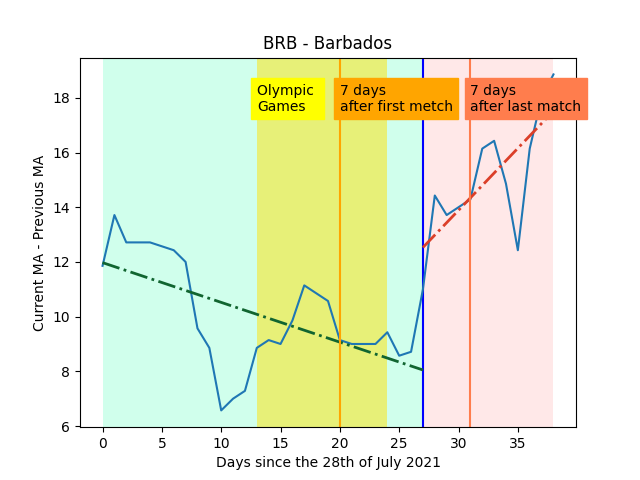 BRB - Barbados
Olympic
Games
7 days
after first metch
7 days
after last match
Current MA - Previous MA
18
16
14
12
10
8
6
0 5 10 15 20 25 30 35
Days since the 28th of July 2021